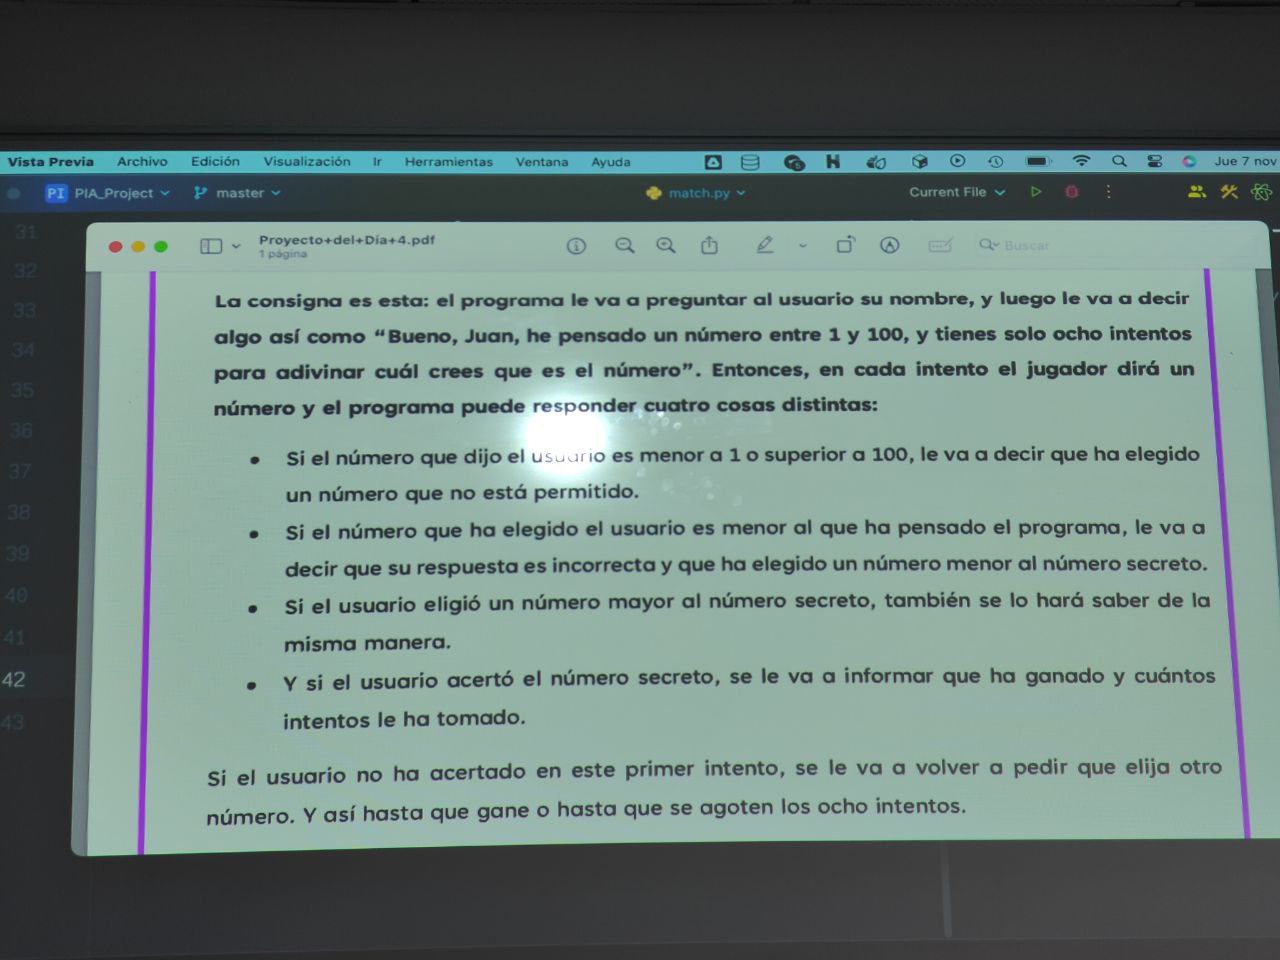 Vista Previa Archivo Edición Visualización Ir Herramientas Ventana Ayuda Jue 7 nov
PI PIA_Project master match.py Current File
Proyecto+del+Día+4.pdf
1 página
Buscar
31
32
33
34
35
36
37
38
39
40
41
42
43
La consigna es esta: el programa le va a preguntar al usuario su nombre, y luego le va a decir
algo así como “Bueno, Juan, he pensado un número entre 1 y 100, y tienes solo ocho intentos
para adivinar cuál crees que es el número”. Entonces, en cada intento el jugador dirá un
número y el programa puede responder cuatro cosas distintas:
• Si el número que dijo el usuario es menor a 1 o superior a 100, le va a decir que ha elegido
un número que no está permitido.
• Si el número que ha elegido el usuario es menor al que ha pensado el programa, le va a
decir que su respuesta es incorrecta y que ha elegido un número menor al número secreto.
• Si el usuario eligió un número mayor al número secreto, también se lo hará saber de la
misma manera.
• Y si el usuario acertó el número secreto, se le va a informar que ha ganado y cuántos
intentos le ha tomado.
Si el usuario no ha acertado en este primer intento, se le va a volver a pedir que elija otro
número. Y así hasta que gane o hasta que se agoten los ocho intentos.